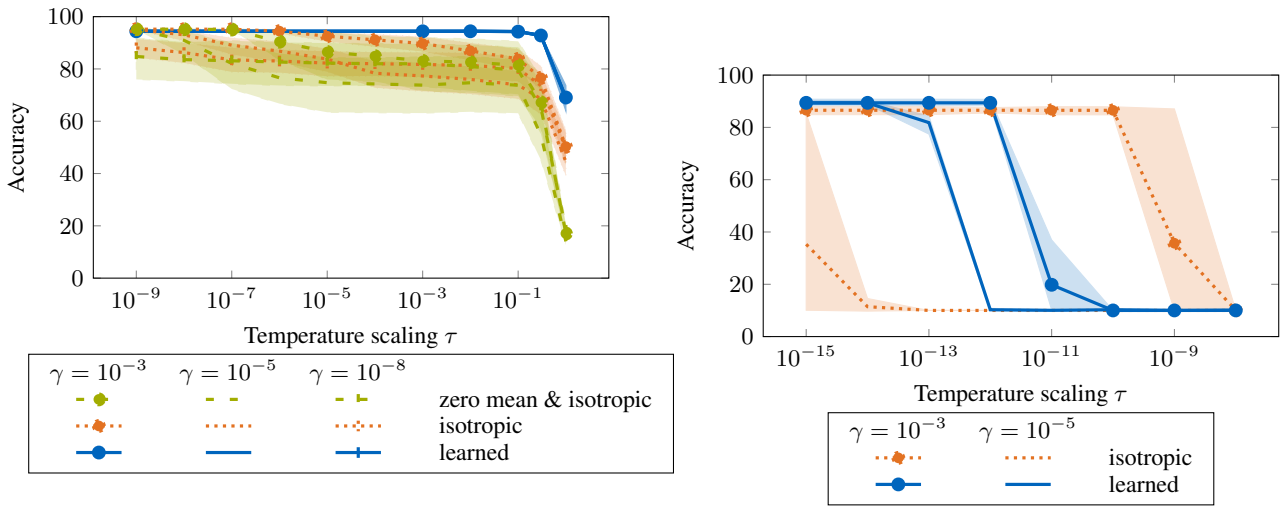 100
80
60
40
20
0
Accuracy
10⁻⁹
10⁻⁷
10⁻⁵
10⁻³
10⁻¹
Temperature scaling τ
γ = 10⁻³ γ = 10⁻⁵ γ = 10⁻⁸
zero mean & isotropic
isotropic
learned
100
80
60
40
20
0
Accuracy
10⁻¹⁵
10⁻¹³
10⁻¹¹
10⁻⁹
Temperature scaling τ
γ = 10⁻³ γ = 10⁻⁵
isotropic
learned